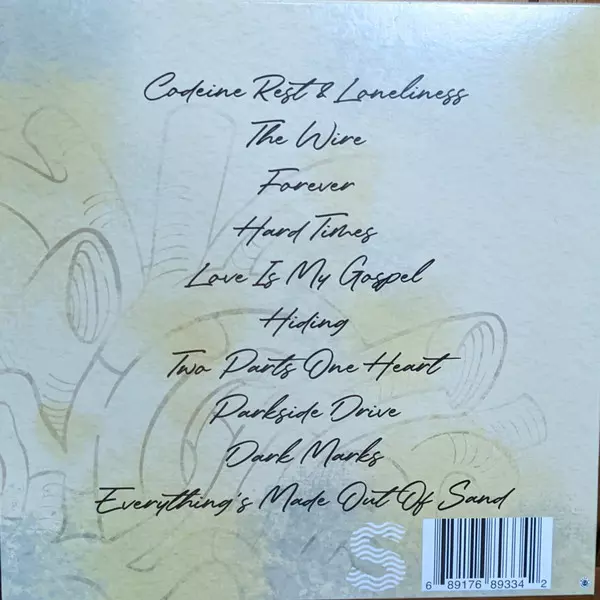 Codeine Rest & Loneliness
The Wire
Forever
Hard Times
Love Is My Gospel
Hiding
Two Parts One Heart
Parkside Drive
Dark Marks
Everything's Made Out Of Sand
S
6 89176 89334 2